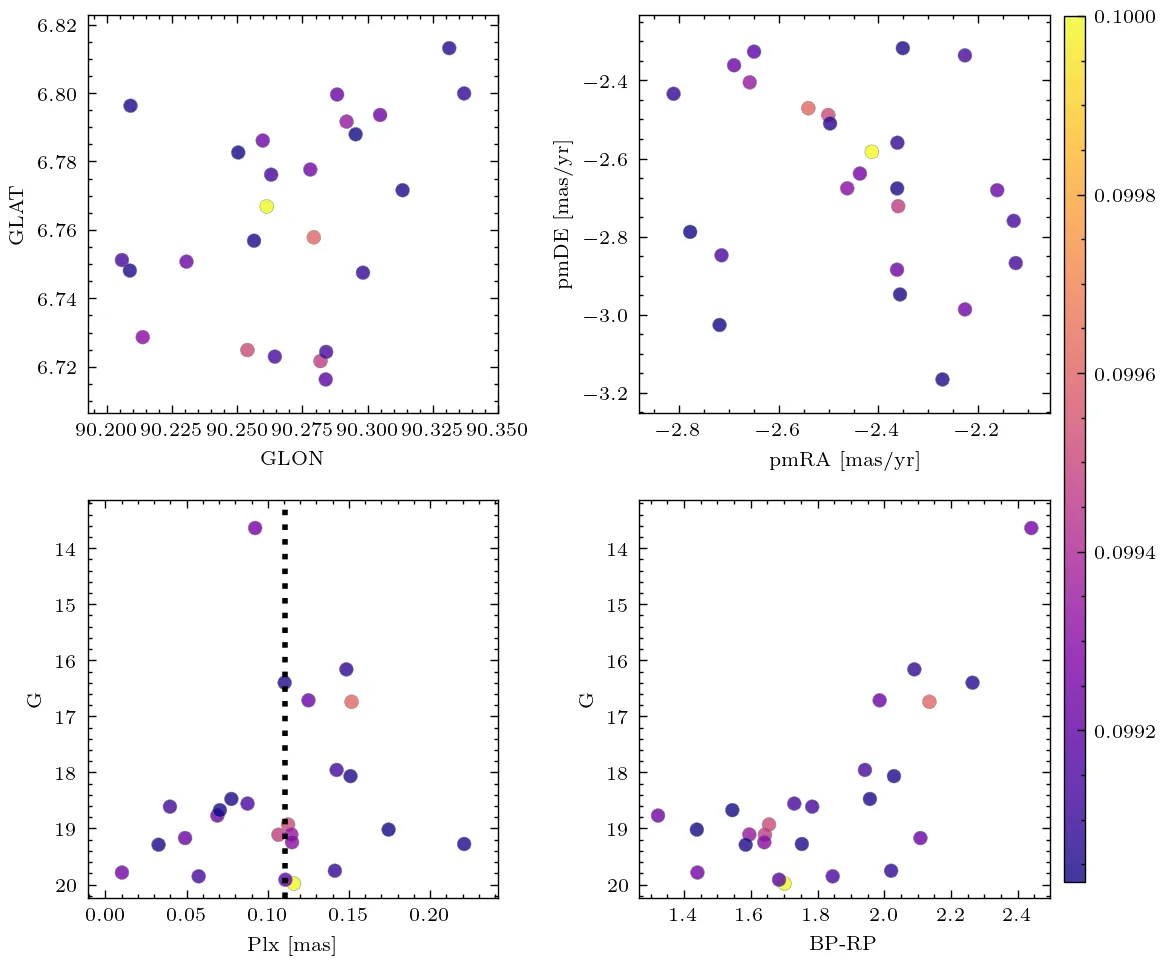 6.82
6.80
6.78
6.76
6.74
6.72
GLAT
90.200 90.225 90.250 90.275 90.300 90.325 90.350
GLON
−2.4
−2.6
−2.8
−3.0
−3.2
pmDE [mas/yr]
−2.8 −2.6 −2.4 −2.2
pmRA [mas/yr]
0.1000
0.0998
0.0996
0.0994
0.0992
14
15
16
17
18
19
20
G
0.00 0.05 0.10 0.15 0.20
Plx [mas]
14
15
16
17
18
19
20
G
1.4 1.6 1.8 2.0 2.2 2.4
BP-RP